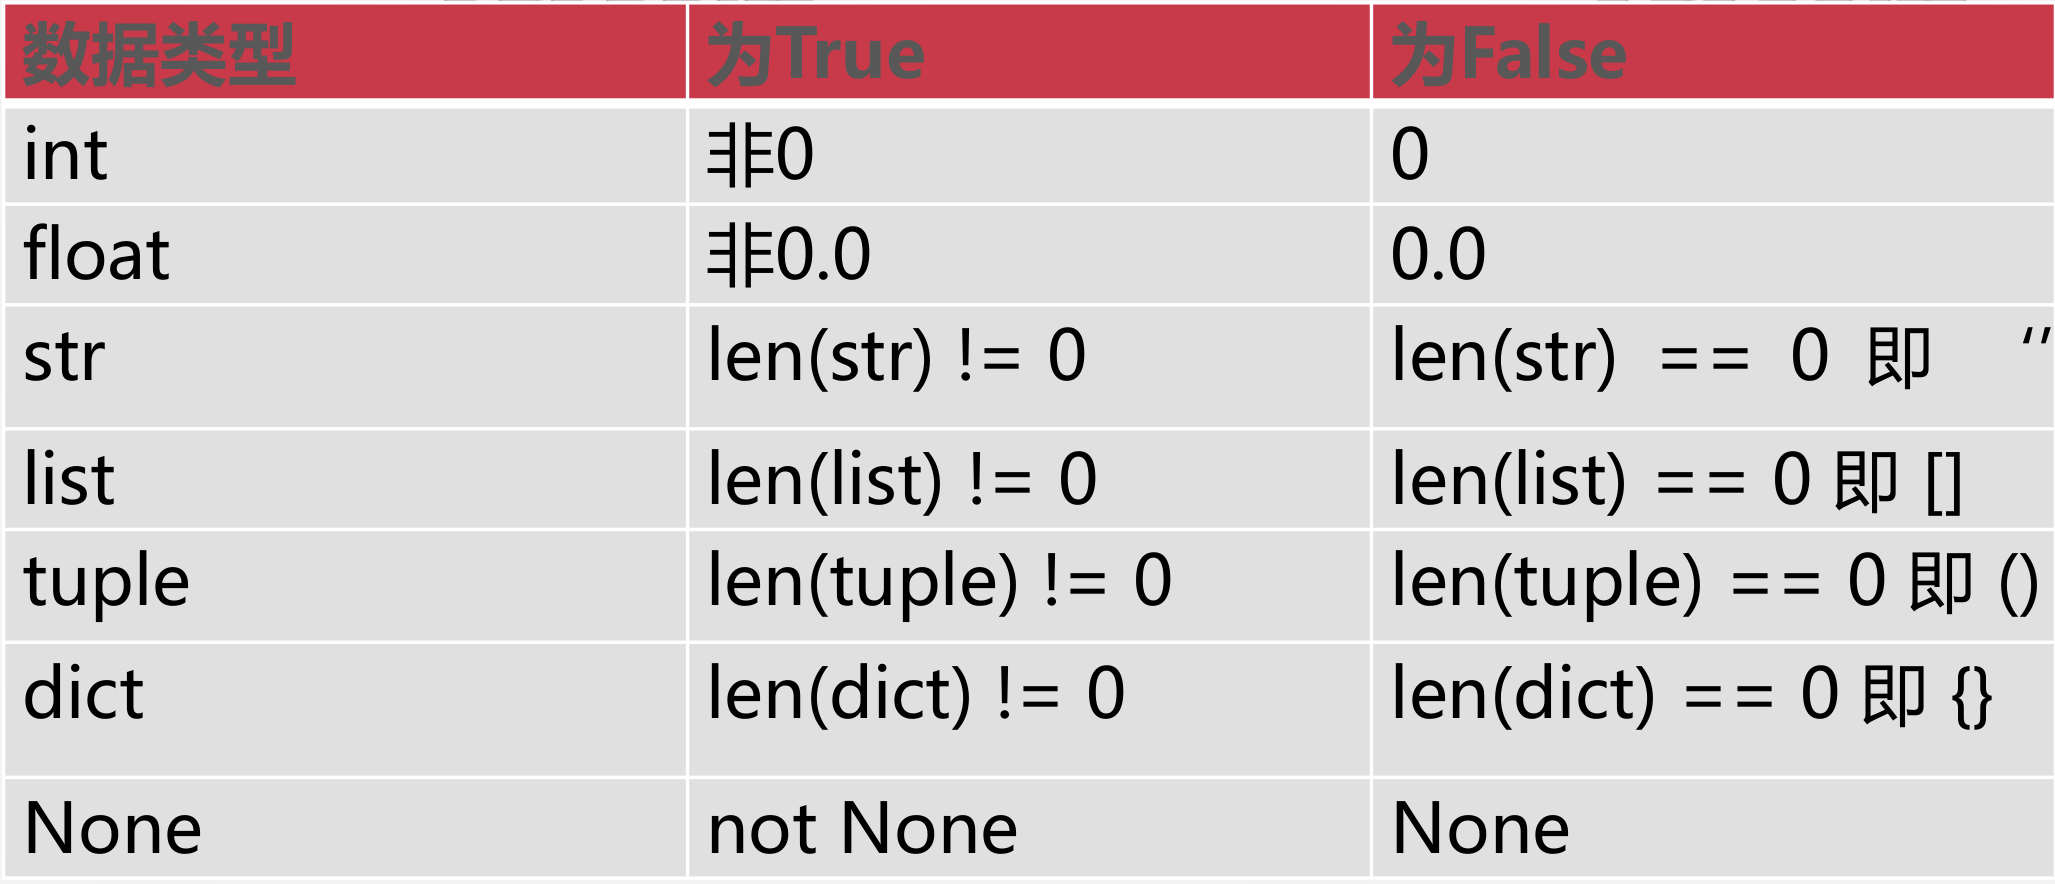 数据类型 为True 为False
int 非0 0
float 非0.0 0.0
str len(str) != 0 len(str) == 0 即 ‘’
list len(list) != 0 len(list) == 0 即 []
tuple len(tuple) != 0 len(tuple) == 0 即 ()
dict len(dict) != 0 len(dict) == 0 即 {}
None not None None